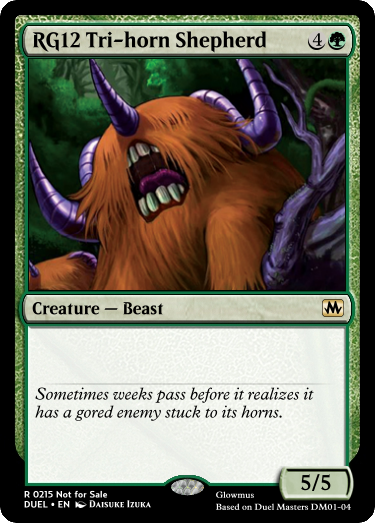 RG12 Tri-horn Shepherd 4
Creature — Beast M
Sometimes weeks pass before it realizes it
has a gored enemy stuck to its horns.
5/5
R 0215 Not for Sale
DUEL • EN Daisuke Izuka
Glowmus
Based on Duel Masters DM01-04